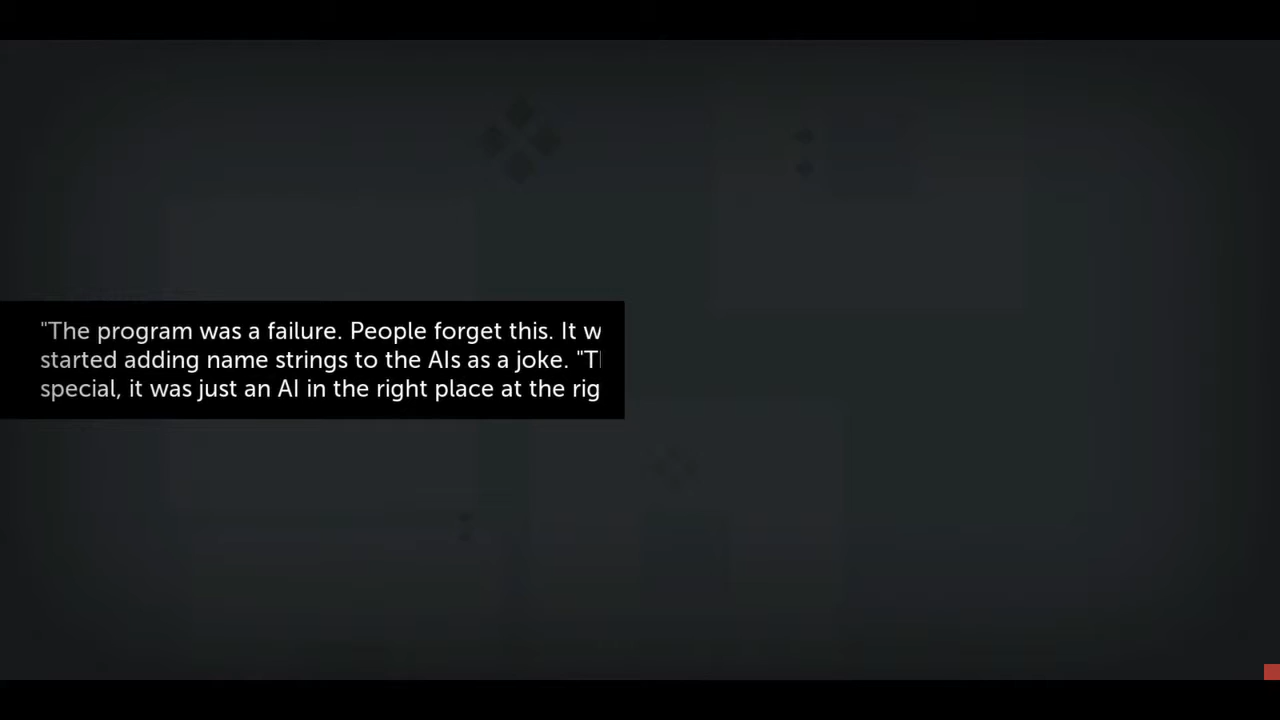 "The program was a failure. People forget this. It w
started adding name strings to the AIs as a joke. "T
special, it was just an AI in the right place at the rig